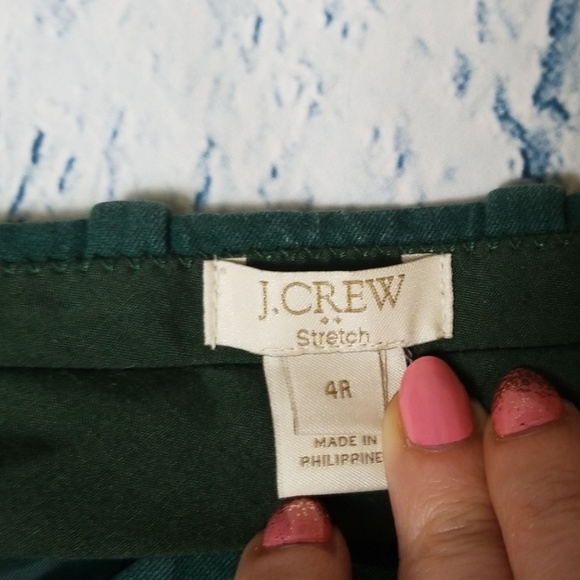 J.CREW
Stretch
4R
MADE IN
PHILIPPINE